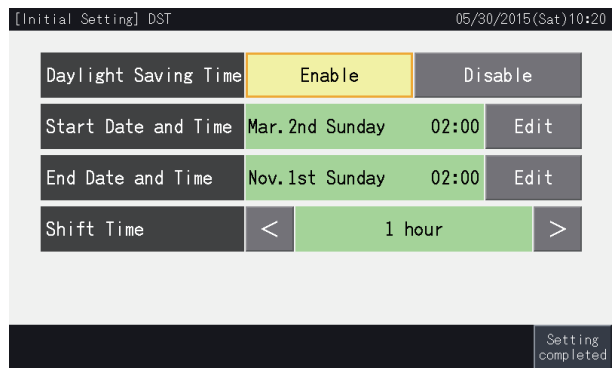 [Initial Setting] DST 05/30/2015(Sat)10:20
Daylight Saving Time Enable Disable
Start Date and Time Mar.2nd Sunday 02:00 Edit
End Date and Time Nov.1st Sunday 02:00 Edit
Shift Time < 1 hour >
Setting
completed